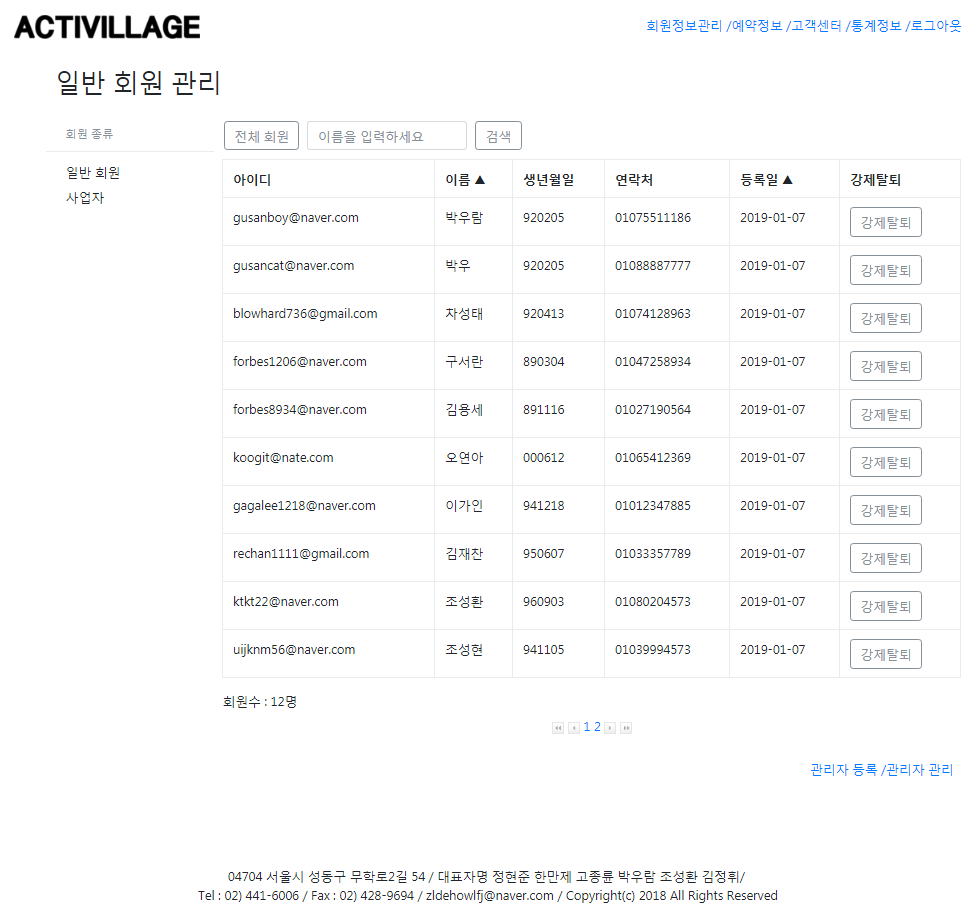 ACTIVILLAGE
회원정보관리 /예약정보 /고객센터 /통계정보 /로그아웃
일반 회원 관리
회원 종류
일반 회원
사업자
전체 회원 이름을 입력하세요 검색
아이디 이름 ▲ 생년월일 연락처 등록일 ▲ 강제탈퇴
gusanboy@naver.com 박우람 920205 01075511186 2019-01-07 강제탈퇴
gusancat@naver.com 박우 920205 01088887777 2019-01-07 강제탈퇴
blowhard736@gmail.com 차성태 920413 01074128963 2019-01-07 강제탈퇴
forbes1206@naver.com 구서란 890304 01047258934 2019-01-07 강제탈퇴
forbes8934@naver.com 김용세 891116 01027190564 2019-01-07 강제탈퇴
koogit@nate.com 오연아 000612 01065412369 2019-01-07 강제탈퇴
gagalee1218@naver.com 이가인 941218 01012347885 2019-01-07 강제탈퇴
rechan1111@gmail.com 김재찬 950607 01033357789 2019-01-07 강제탈퇴
ktkt22@naver.com 조성환 960903 01080204573 2019-01-07 강제탈퇴
uijknm56@naver.com 조성현 941105 01039994573 2019-01-07 강제탈퇴
회원수 : 12명
1 2
관리자 등록 /관리자 관리
04704 서울시 성동구 무학로2길 54 / 대표자명 정현준 한만제 고종륜 박우람 조성환 김정휘/
Tel : 02) 441-6006 / Fax : 02) 428-9694 / zldehowlfj@naver.com / Copyright(c) 2018 All Rights Reserved